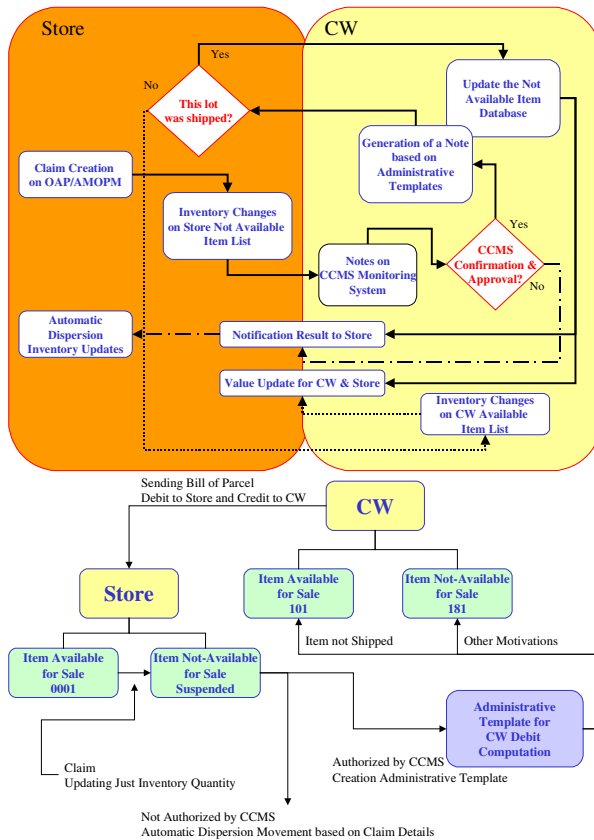 Store
CW
Yes
No
This lot
was shipped?
Update the Not
Available Item
Database
Generation of a Note
based on
Administrative
Templates
Claim Creation
on OAP/AMOPM
Inventory Changes
on Store Not Available
Item List
Yes
Notes on
CCMS Monitoring
System
CCMS
Confirmation &
Approval?
No
Automatic
Dispersion
Inventory Updates
Notification Result to Store
Value Update for CW & Store
Inventory Changes
on CW Available
Item List
Sending Bill of Parcel
Debit to Store and Credit to CW
CW
Store
Item Available
for Sale
101
Item Not-Available
for Sale
181
Item not Shipped
Other Motivations
Item Available
for Sale
0001
Item Not-Available
for Sale
Suspended
Administrative
Template for
CW Debit
Computation
Claim
Updating Just Inventory Quantity
Authorized by CCMS
Creation Administrative Template
Not Authorized by CCMS
Automatic Dispersion Movement based on Claim Details